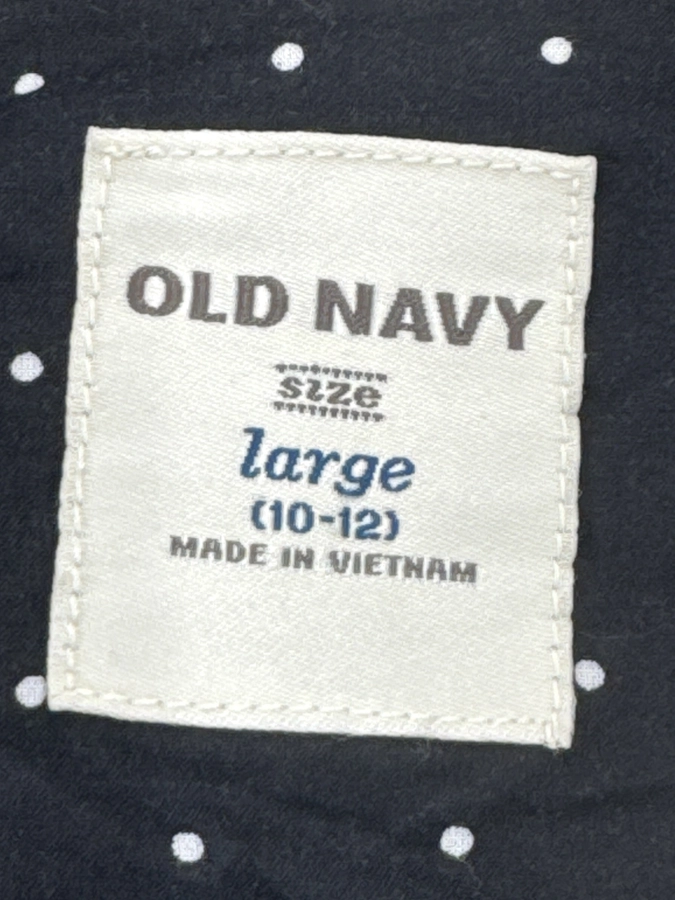 OLD NAVY
size
large
(10-12)
MADE IN VIETNAM